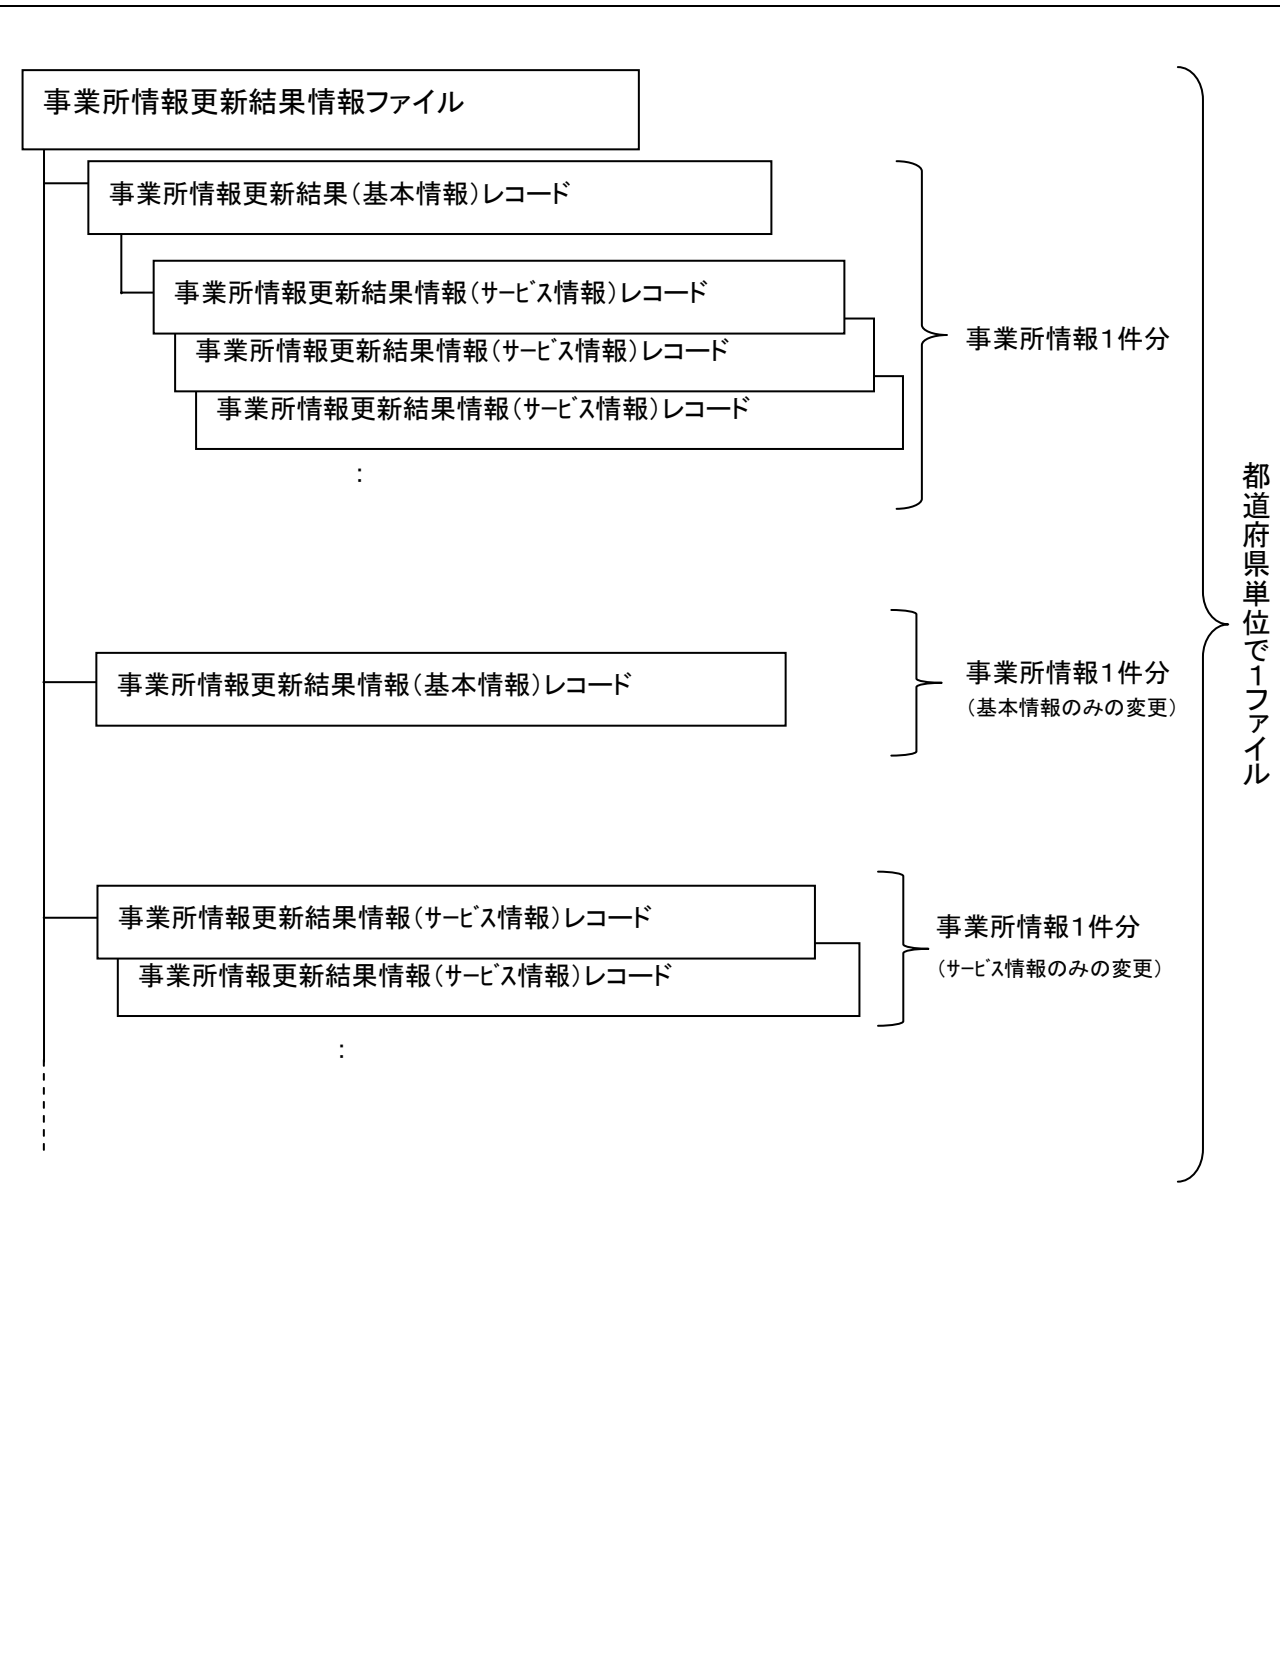 事業所情報更新結果情報ファイル
事業所情報更新結果（基本情報）レコード
事業所情報更新結果情報（ｻｰﾋﾞｽ情報）レコード
事業所情報更新結果情報（ｻｰﾋﾞｽ情報）レコード
事業所情報更新結果情報（ｻｰﾋﾞｽ情報）レコード
：
事業所情報１件分
事業所情報更新結果情報（基本情報）レコード
事業所情報１件分
（基本情報のみの変更）
事業所情報更新結果情報（ｻｰﾋﾞｽ情報）レコード
事業所情報更新結果情報（ｻｰﾋﾞｽ情報）レコード
：
事業所情報１件分
（ｻｰﾋﾞｽ情報のみの変更）
都道府県単位で１ファイル